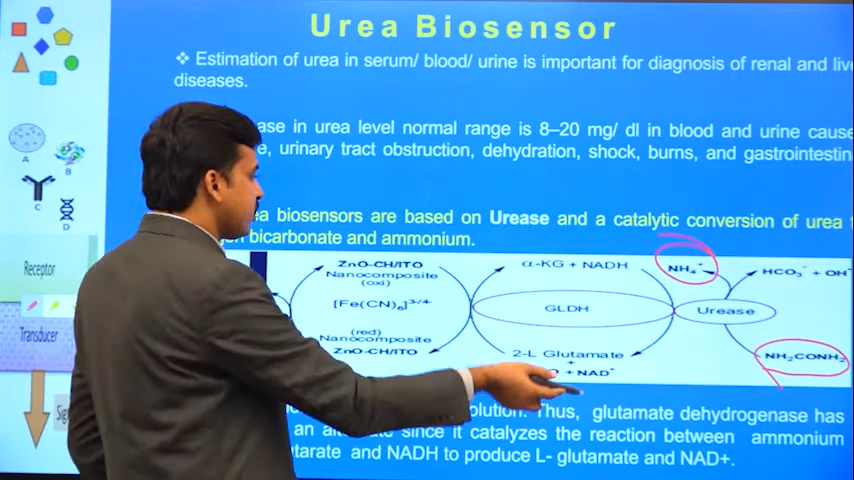 Urea Biosensor
❖ Estimation of urea in serum/ blood/ urine is important for diagnosis of renal and live
diseases.
ase in urea level normal range is 8–20 mg/ dl in blood and urine cause
e, urinary tract obstruction, dehydration, shock, burns, and gastrointestin
A
B
C
D
ea biosensors are based on Urease and a catalytic conversion of urea t
bicarbonate and ammonium.
Receptor
Transducer
ZnO-CH/ITO
Nanocomposite
(oxi)
[Fe(CN)6]3/4
(red)
Nanocomposite
ZnO-CH/ITO
α-KG + NADH
GLDH
2-L Glutamate
+
O + NAD+
NH4+
HCO3- + OH-
Urease
NH2CONH2
olution. Thus, glutamate dehydrogenase has
an since it catalyzes the reaction between ammonium
tarate and NADH to produce L- glutamate and NAD+.